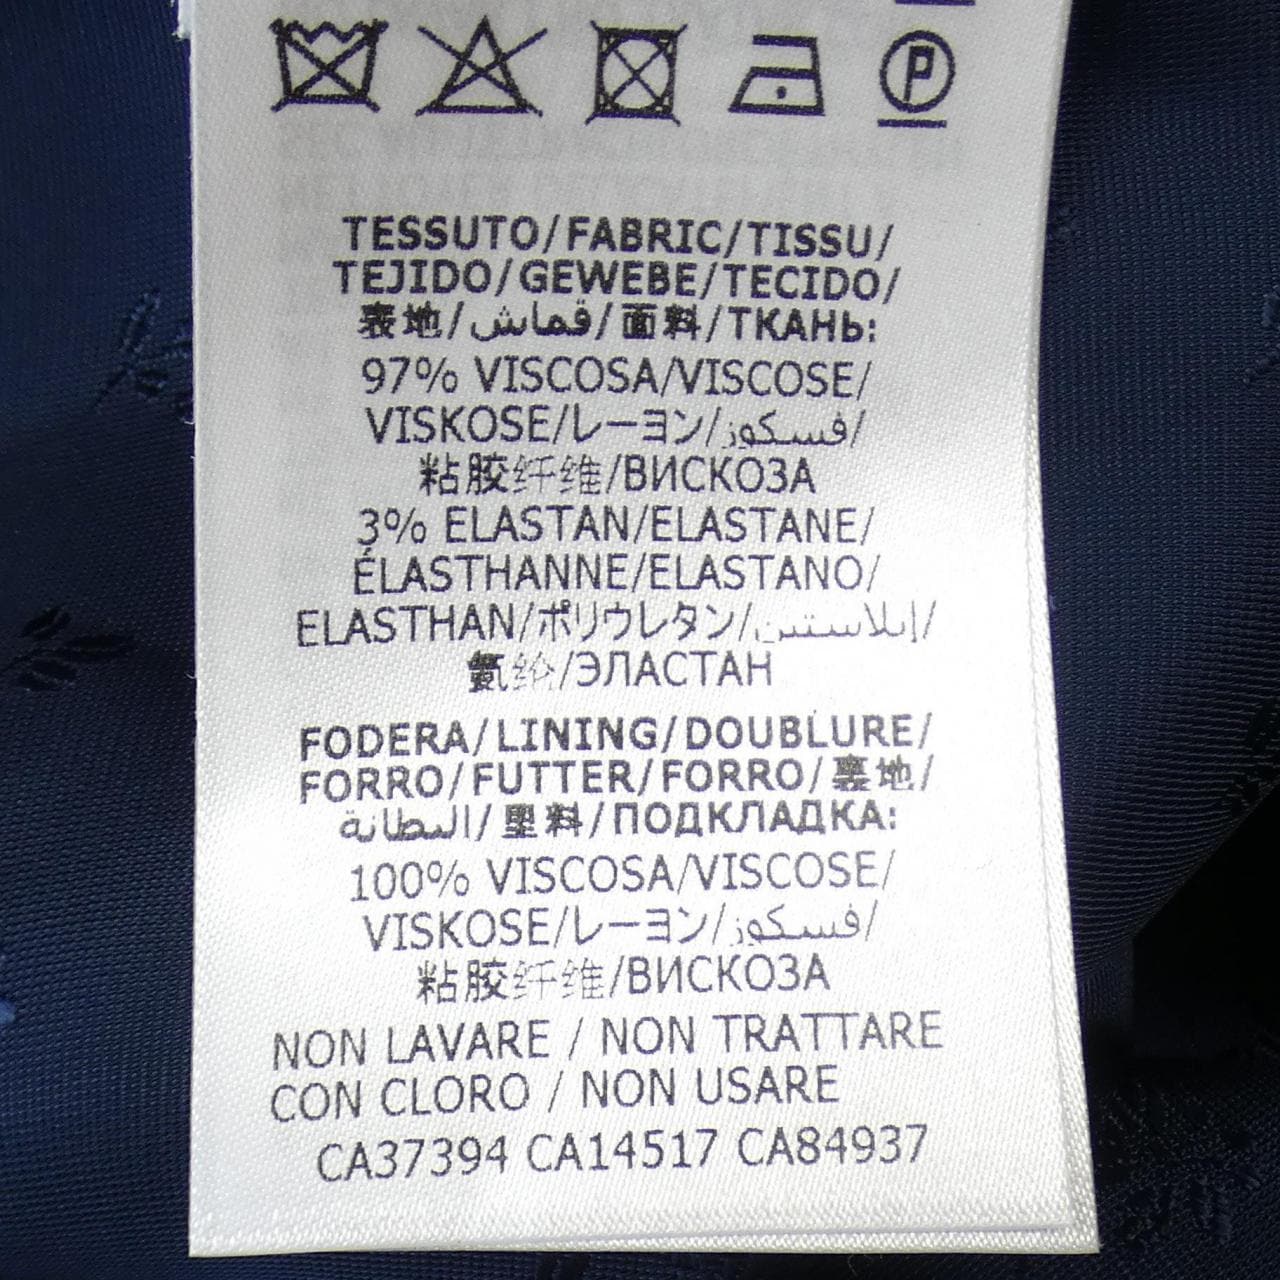 TESSUTO/FABRIC/TISSU/
TEJIDO/GEWEBE/TECIDO/
表地/قماش/面料/ТКАНЬ:
97% VISCOSA/VISCOSE/
VISKOSE/レーヨン/فسكوز/
粘胶纤维/ВИСКОЗА
3% ELASTAN/ELASTANE/
ÉLASTHANNE/ELASTANO/
ELASTHAN/ポリウレタン/إيلاستين/
氨纶/ЭЛАСТАН
FODERA/LINING/DOUBLURE/
FORRO/FUTTER/FORRO/裏地/
البطانة/里料/ПОДКЛАДКА:
100% VISCOSA/VISCOSE/
VISKOSE/レーヨン/فسكوز/
粘胶纤维/ВИСКОЗА
NON LAVARE / NON TRATTARE
CON CLORO / NON USARE
CA37394 CA14517 CA84937